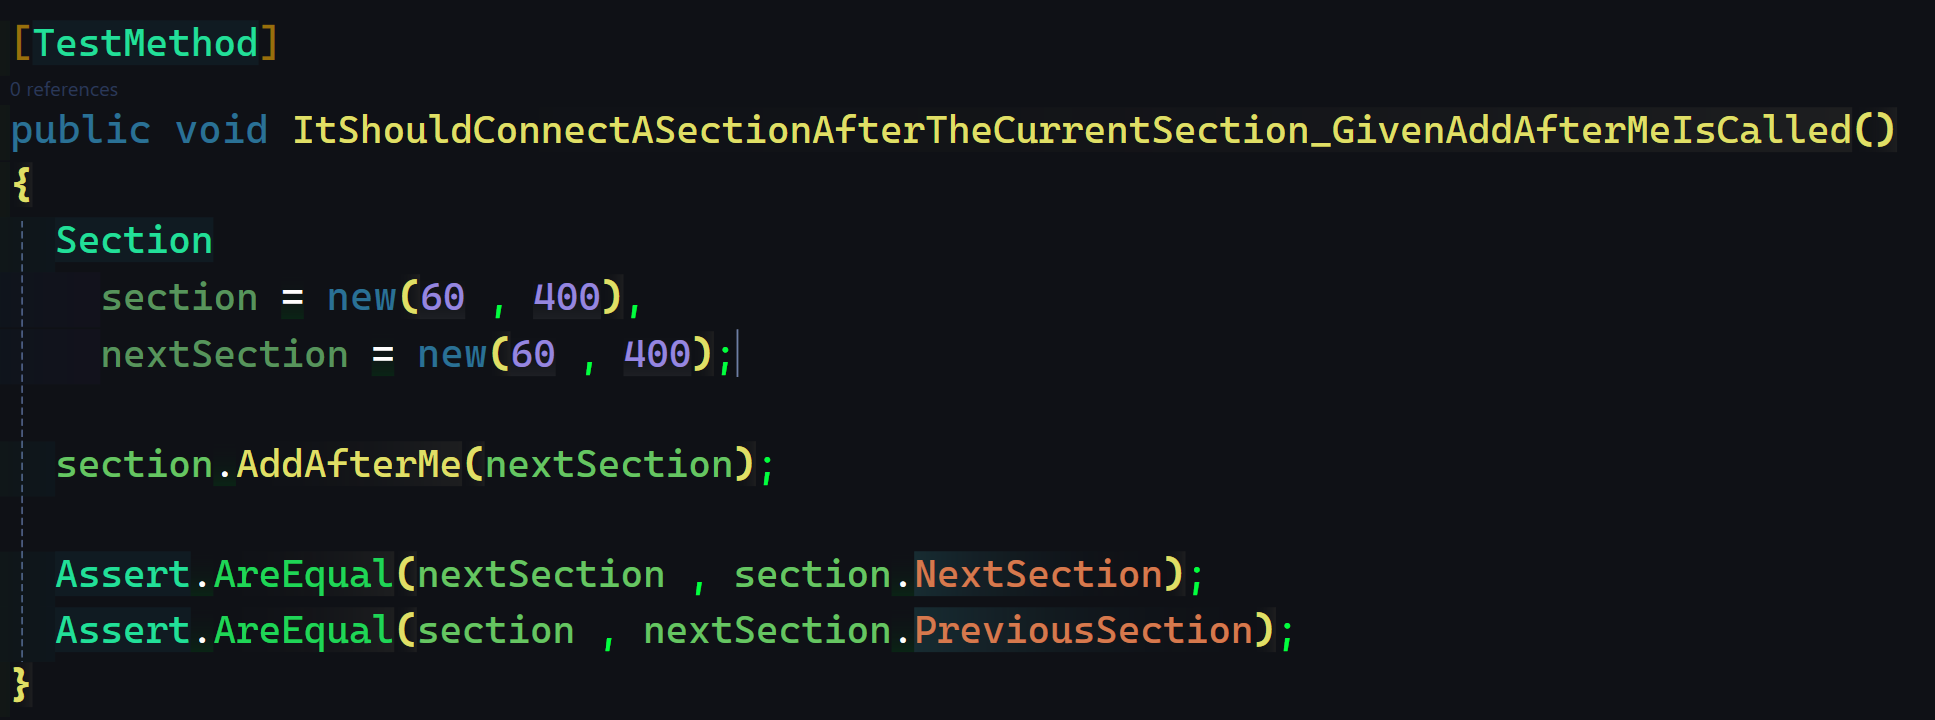 [TestMethod]
0 references
public void ItShouldConnectASectionAfterTheCurrentSection_GivenAddAfterMeIsCalled()
{
Section
section = new(60 , 400),
nextSection = new(60 , 400);
section.AddAfterMe(nextSection);
Assert.AreEqual(nextSection , section.NextSection);
Assert.AreEqual(section , nextSection.PreviousSection);
}